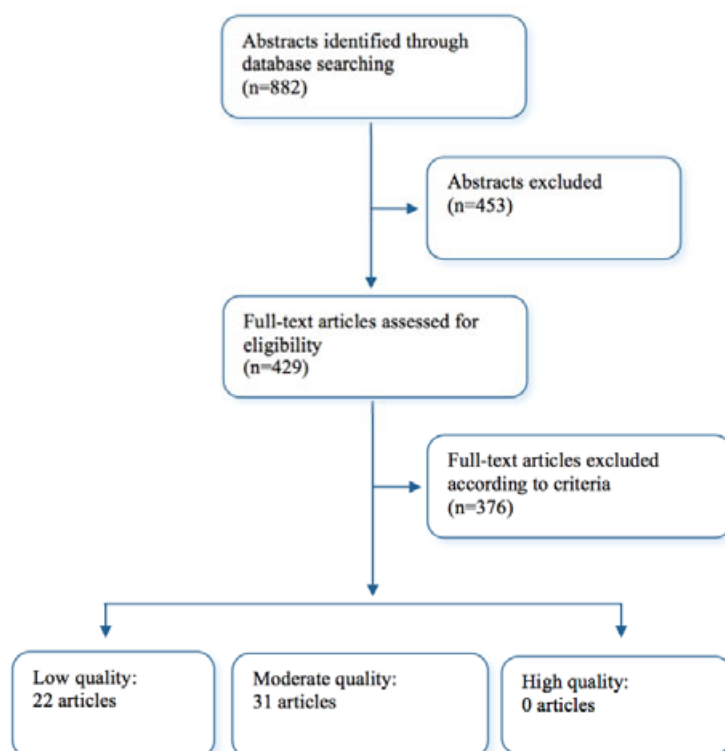 Abstracts identified through
database searching
(n=882)
Abstracts excluded
(n=453)
Full-text articles assessed for
eligibility
(n=429)
Full-text articles excluded
according to criteria
(n=376)
Low quality:
22 articles
Moderate quality:
31 articles
High quality:
0 articles